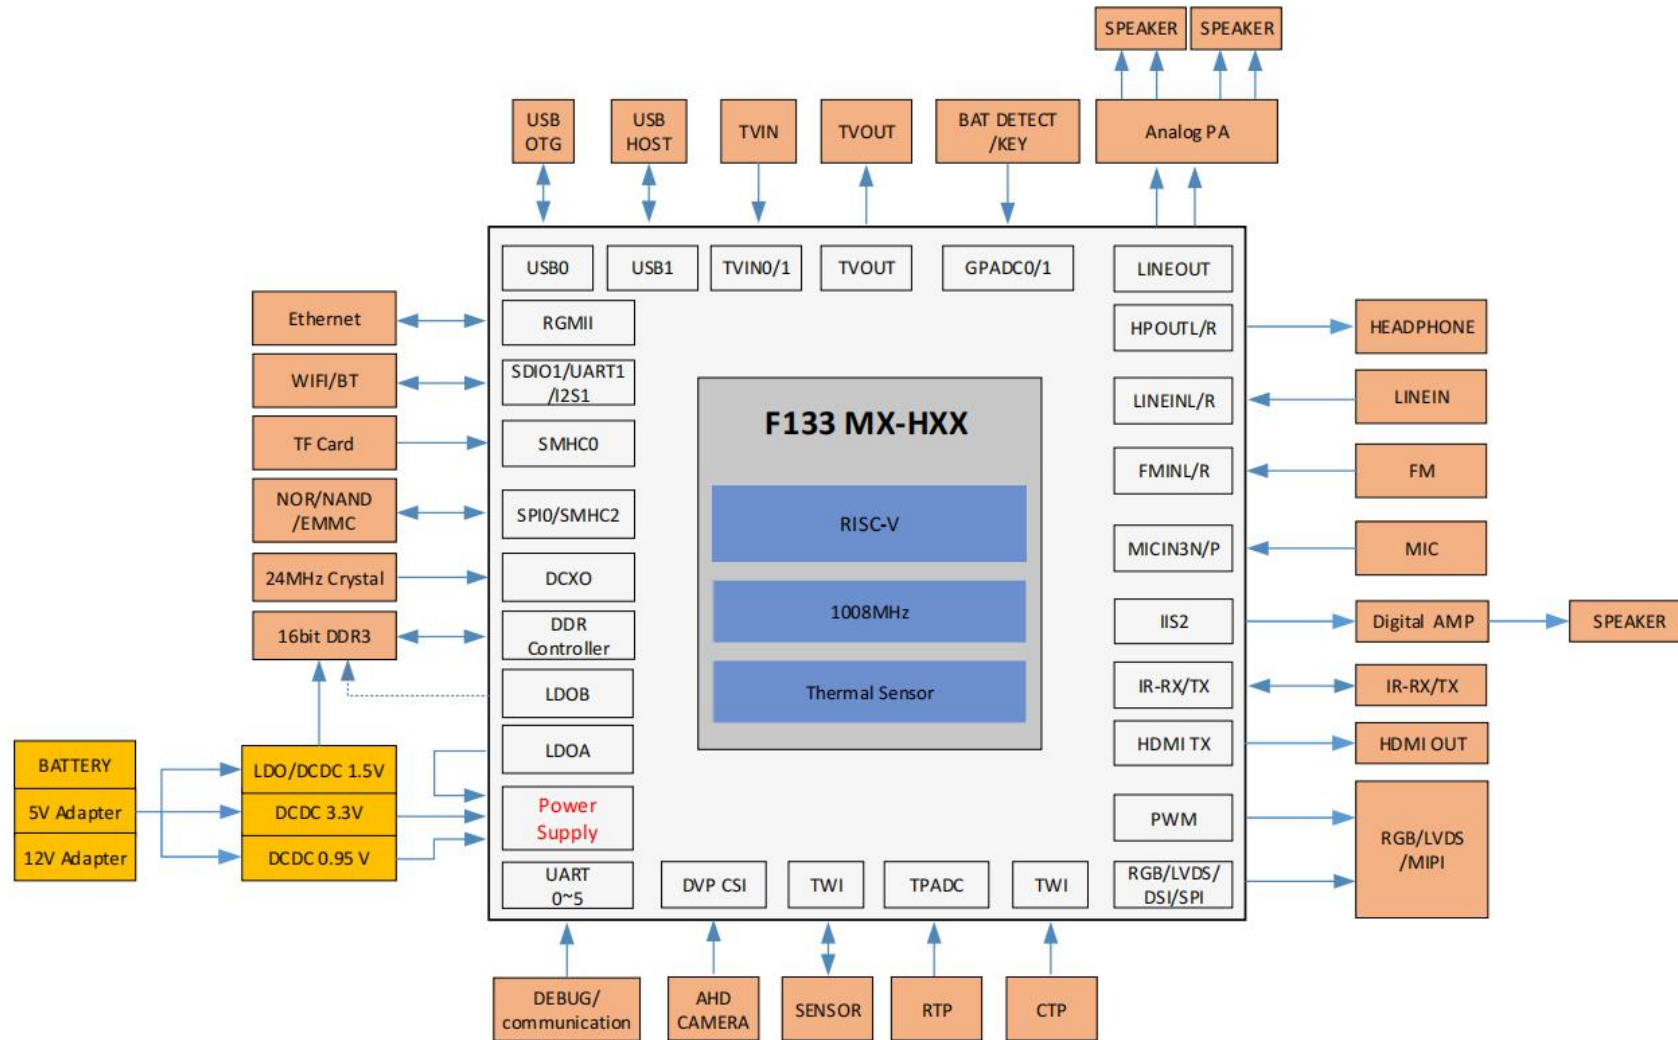 SPEAKER
SPEAKER
USB
OTG
USB
HOST
TVIN
TVOUT
BAT DETECT
/KEY
Analog PA
USB0
USB1
TVIN0/1
TVOUT
GPADC0/1
LINEOUT
Ethernet
RGMII
HPOUTL/R
HEADPHONE
WIFI/BT
SDIO1/UART1
/I2S1
LINEINL/R
LINEIN
F133 MX-HXX
TF Card
SMHC0
FMINL/R
FM
NOR/NAND
/EMMC
SPI0/SMHC2
RISC-V
MICIN3N/P
MIC
24MHz Crystal
DCXO
1008MHz
16bit DDR3
DDR
Controller
IIS2
Digital AMP
SPEAKER
LDOB
Thermal Sensor
IR-RX/TX
IR-RX/TX
LDOA
HDMI TX
HDMI OUT
BATTERY
LDO/DCDC 1.5V
5V Adapter
DCDC 3.3V
Power
Supply
PWM
12V Adapter
DCDC 0.95 V
RGB/LVDS
/MIPI
UART
0~5
DVP CSI
TWI
TPADC
TWI
RGB/LVDS/
DSI/SPI
DEBUG/
communication
AHD
CAMERA
SENSOR
RTP
CTP